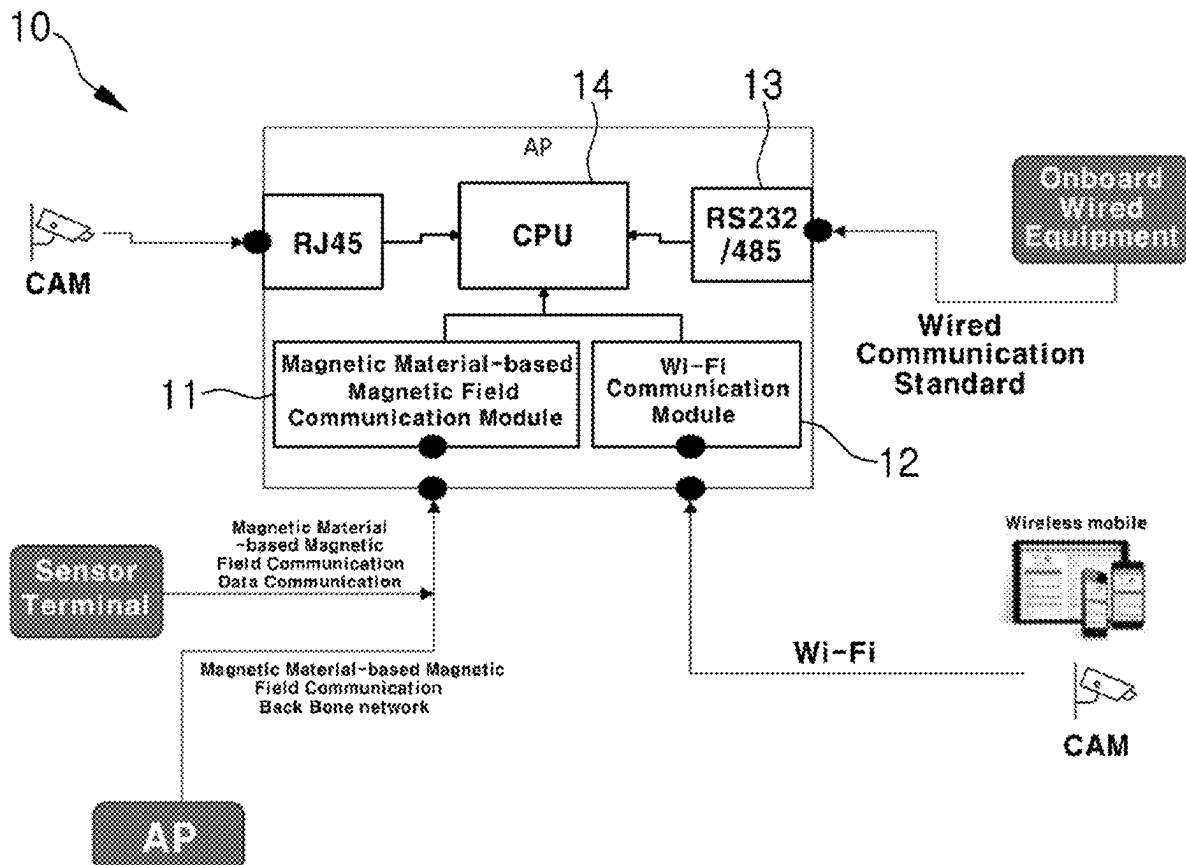 10
14
13
AP
Onboard
Wired
Equipment
RJ45
CPU
RS232
/485
CAM
Wired
Communication
Standard
Magnetic Material-based
Magnetic Field
Communication Module
11
Wi-Fi
Communication
Module
12
Magnetic Material
-based Magnetic
Field Communication
Data Communication
Sensor
Terminal
Wireless mobile
Magnetic Material-based Magnetic
Field Communication
Back Bone network
Wi-Fi
CAM
AP